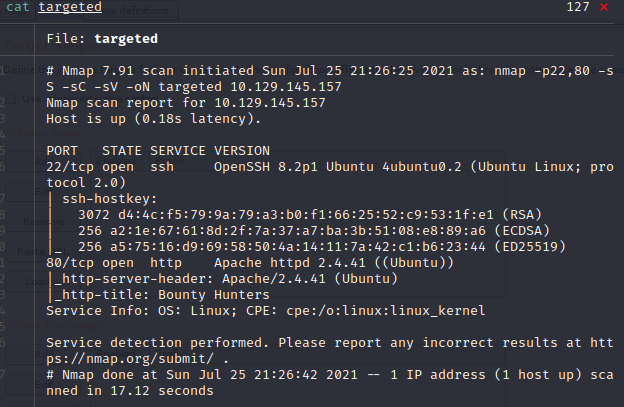 cat targeted 127 ✗
File: targeted
# Nmap 7.91 scan initiated Sun Jul 25 21:26:25 2021 as: nmap -p22,80 -s
S -sC -sV -oN targeted 10.129.145.157
Nmap scan report for 10.129.145.157
Host is up (0.18s latency).
PORT   STATE SERVICE VERSION
22/tcp open  ssh     OpenSSH 8.2p1 Ubuntu 4ubuntu0.2 (Ubuntu Linux; pro
tocol 2.0)
| ssh-hostkey:
|   3072 d4:4c:f5:79:9a:79:a3:b0:f1:66:25:52:c9:53:1f:e1 (RSA)
|   256 a2:1e:67:61:8d:2f:7a:37:a7:ba:3b:51:08:e8:89:a6 (ECDSA)
|_  256 a5:75:16:d9:69:58:50:4a:14:11:7a:42:c1:b6:23:44 (ED25519)
80/tcp open  http    Apache httpd 2.4.41 ((Ubuntu))
|_http-server-header: Apache/2.4.41 (Ubuntu)
|_http-title: Bounty Hunters
Service Info: OS: Linux; CPE: cpe:/o:linux:linux_kernel
Service detection performed. Please report any incorrect results at htt
ps://nmap.org/submit/ .
# Nmap done at Sun Jul 25 21:26:42 2021 -- 1 IP address (1 host up) sca
nned in 17.12 seconds